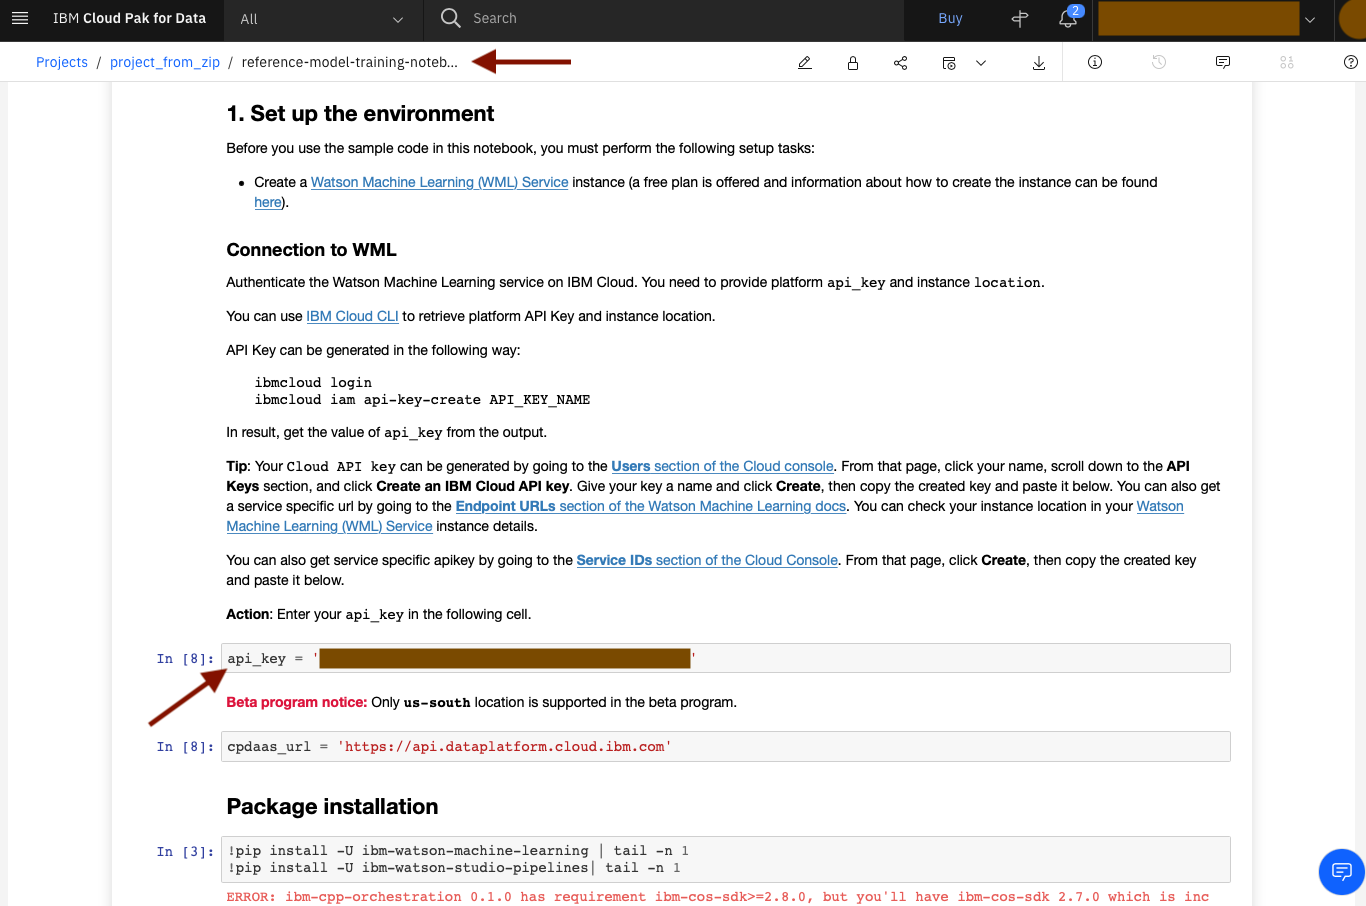 IBM Cloud Pak for Data
All
Search
Buy
2
Projects / project_from_zip / reference-model-training-noteb...
1. Set up the environment
Before you use the sample code in this notebook, you must perform the following setup tasks:
• Create a Watson Machine Learning (WML) Service instance (a free plan is offered and information about how to create the instance can be found
here).
Connection to WML
Authenticate the Watson Machine Learning service on IBM Cloud. You need to provide platform api_key and instance location.
You can use IBM Cloud CLI to retrieve platform API Key and instance location.
API Key can be generated in the following way:
ibmcloud login
ibmcloud iam api-key-create API_KEY_NAME
In result, get the value of api_key from the output.
Tip: Your Cloud API key can be generated by going to the Users section of the Cloud console. From that page, click your name, scroll down to the API
Keys section, and click Create an IBM Cloud API key. Give your key a name and click Create, then copy the created key and paste it below. You can also get
a service specific url by going to the Endpoint URLs section of the Watson Machine Learning docs. You can check your instance location in your Watson
Machine Learning (WML) Service instance details.
You can also get service specific apikey by going to the Service IDs section of the Cloud Console. From that page, click Create, then copy the created key
and paste it below.
Action: Enter your api_key in the following cell.
In [8]: api_key = ' '
Beta program notice: Only us-south location is supported in the beta program.
In [8]: cpdaas_url = 'https://api.dataplatform.cloud.ibm.com'
Package installation
In [3]: !pip install -U ibm-watson-machine-learning | tail -n 1
!pip install -U ibm-watson-studio-pipelines| tail -n 1
ERROR: ibm-cpp-orchestration 0.1.0 has requirement ibm-cos-sdk>=2.8.0, but you'll have ibm-cos-sdk 2.7.0 which is inc